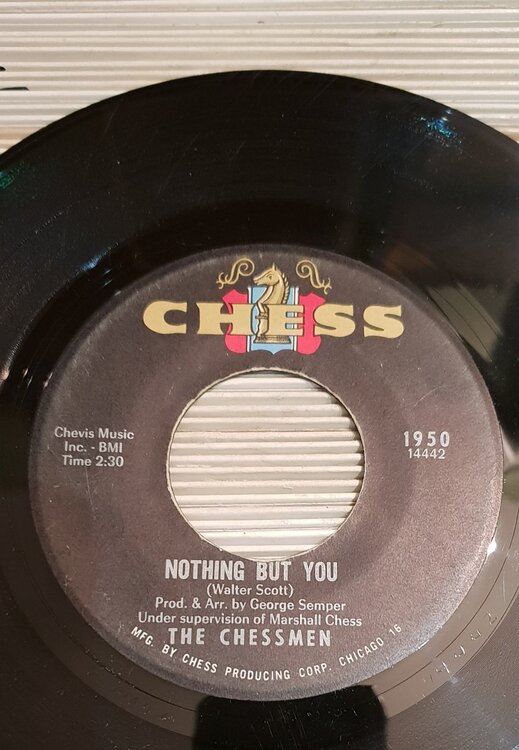 CHESS
Chevis Music
Inc. - BMI
Time 2:30
1950
14442
NOTHING BUT YOU
(Walter Scott)
Prod. & Arr. by George Semper
Under supervision of Marshall Chess
THE CHESSMEN
MFG. BY CHESS PRODUCING CORP. CHICAGO 16